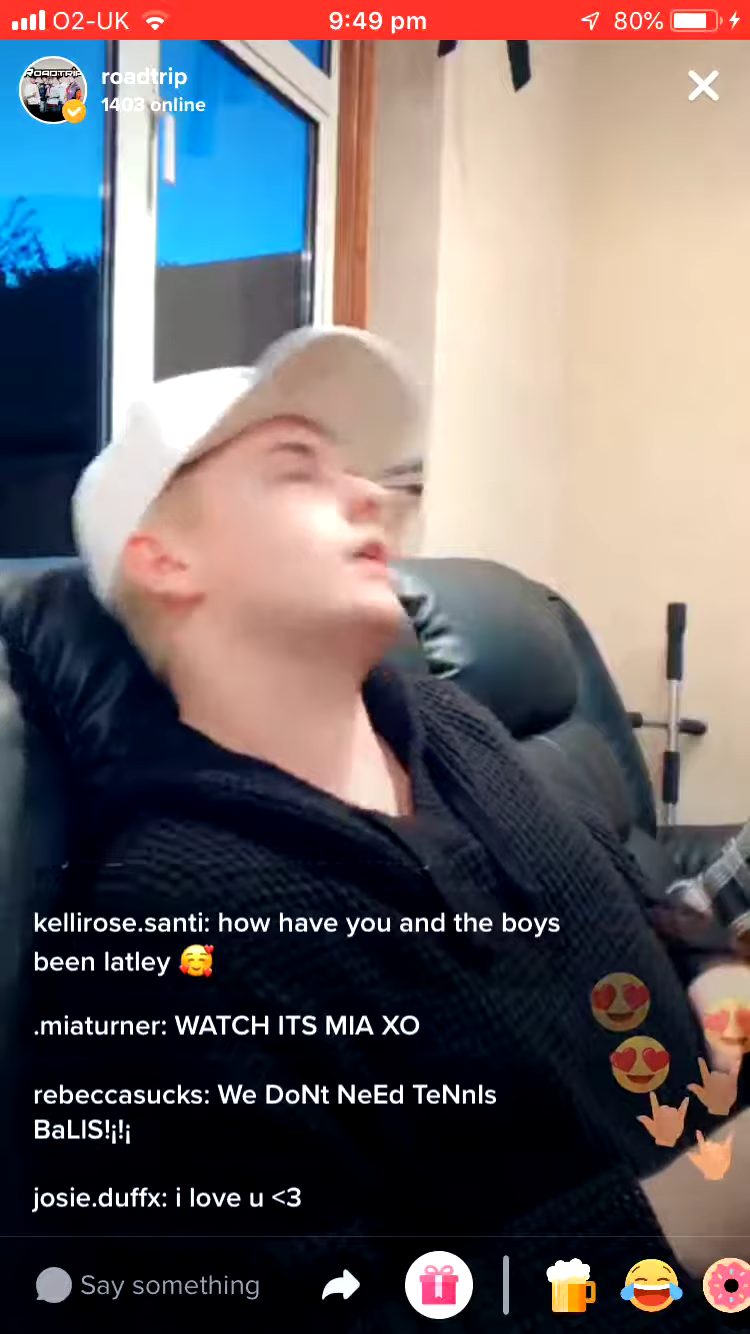 O2-UK 9:49 pm 80%
ROADTRIP
roadtrip
1403 online
kellirose.santi: how have you and the boys
been latley 🥰
.miaturner: WATCH ITS MIA XO
rebeccasucks: We DoNt NeEd TeNnIs
BaLlS!¡!¡
josie.duffx: i love u <3
Say something